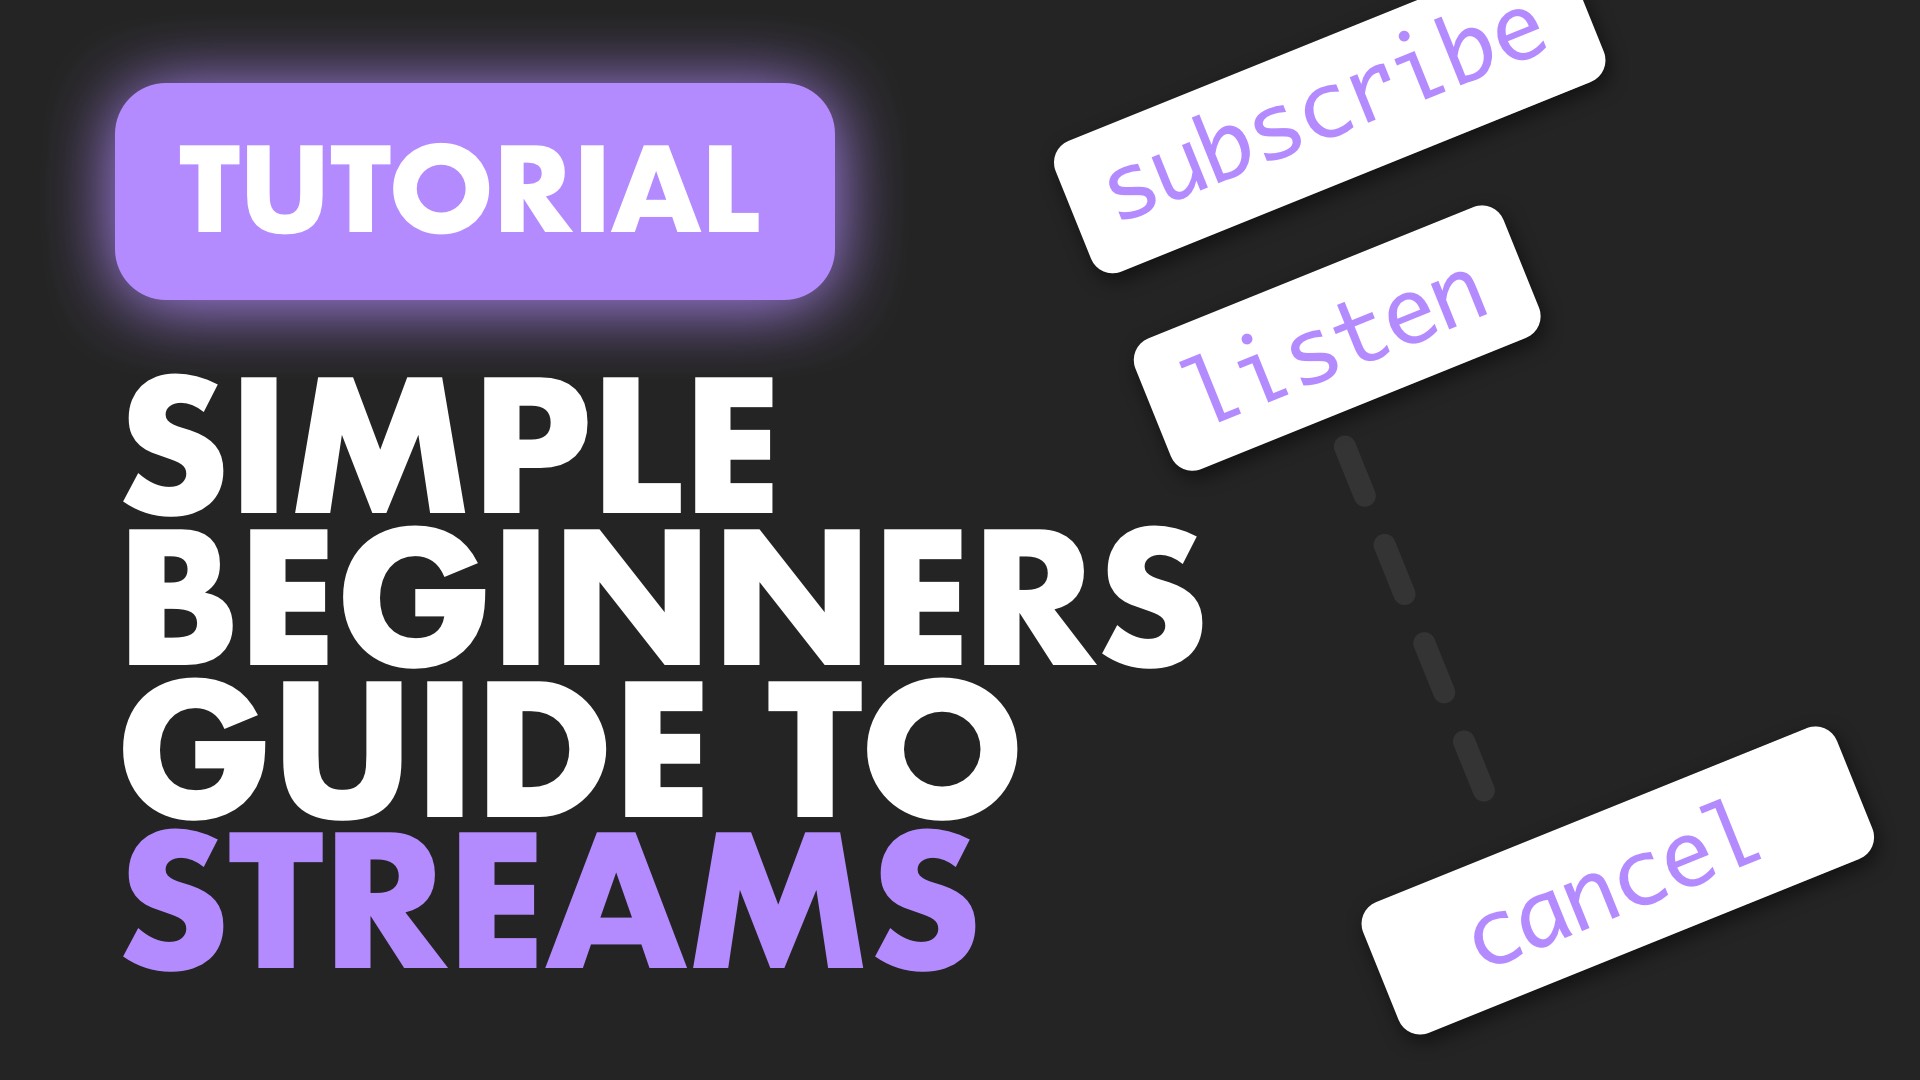 TUTORIAL
SIMPLE
BEGINNERS
GUIDE TO
STREAMS
subscribe
listen
cancel